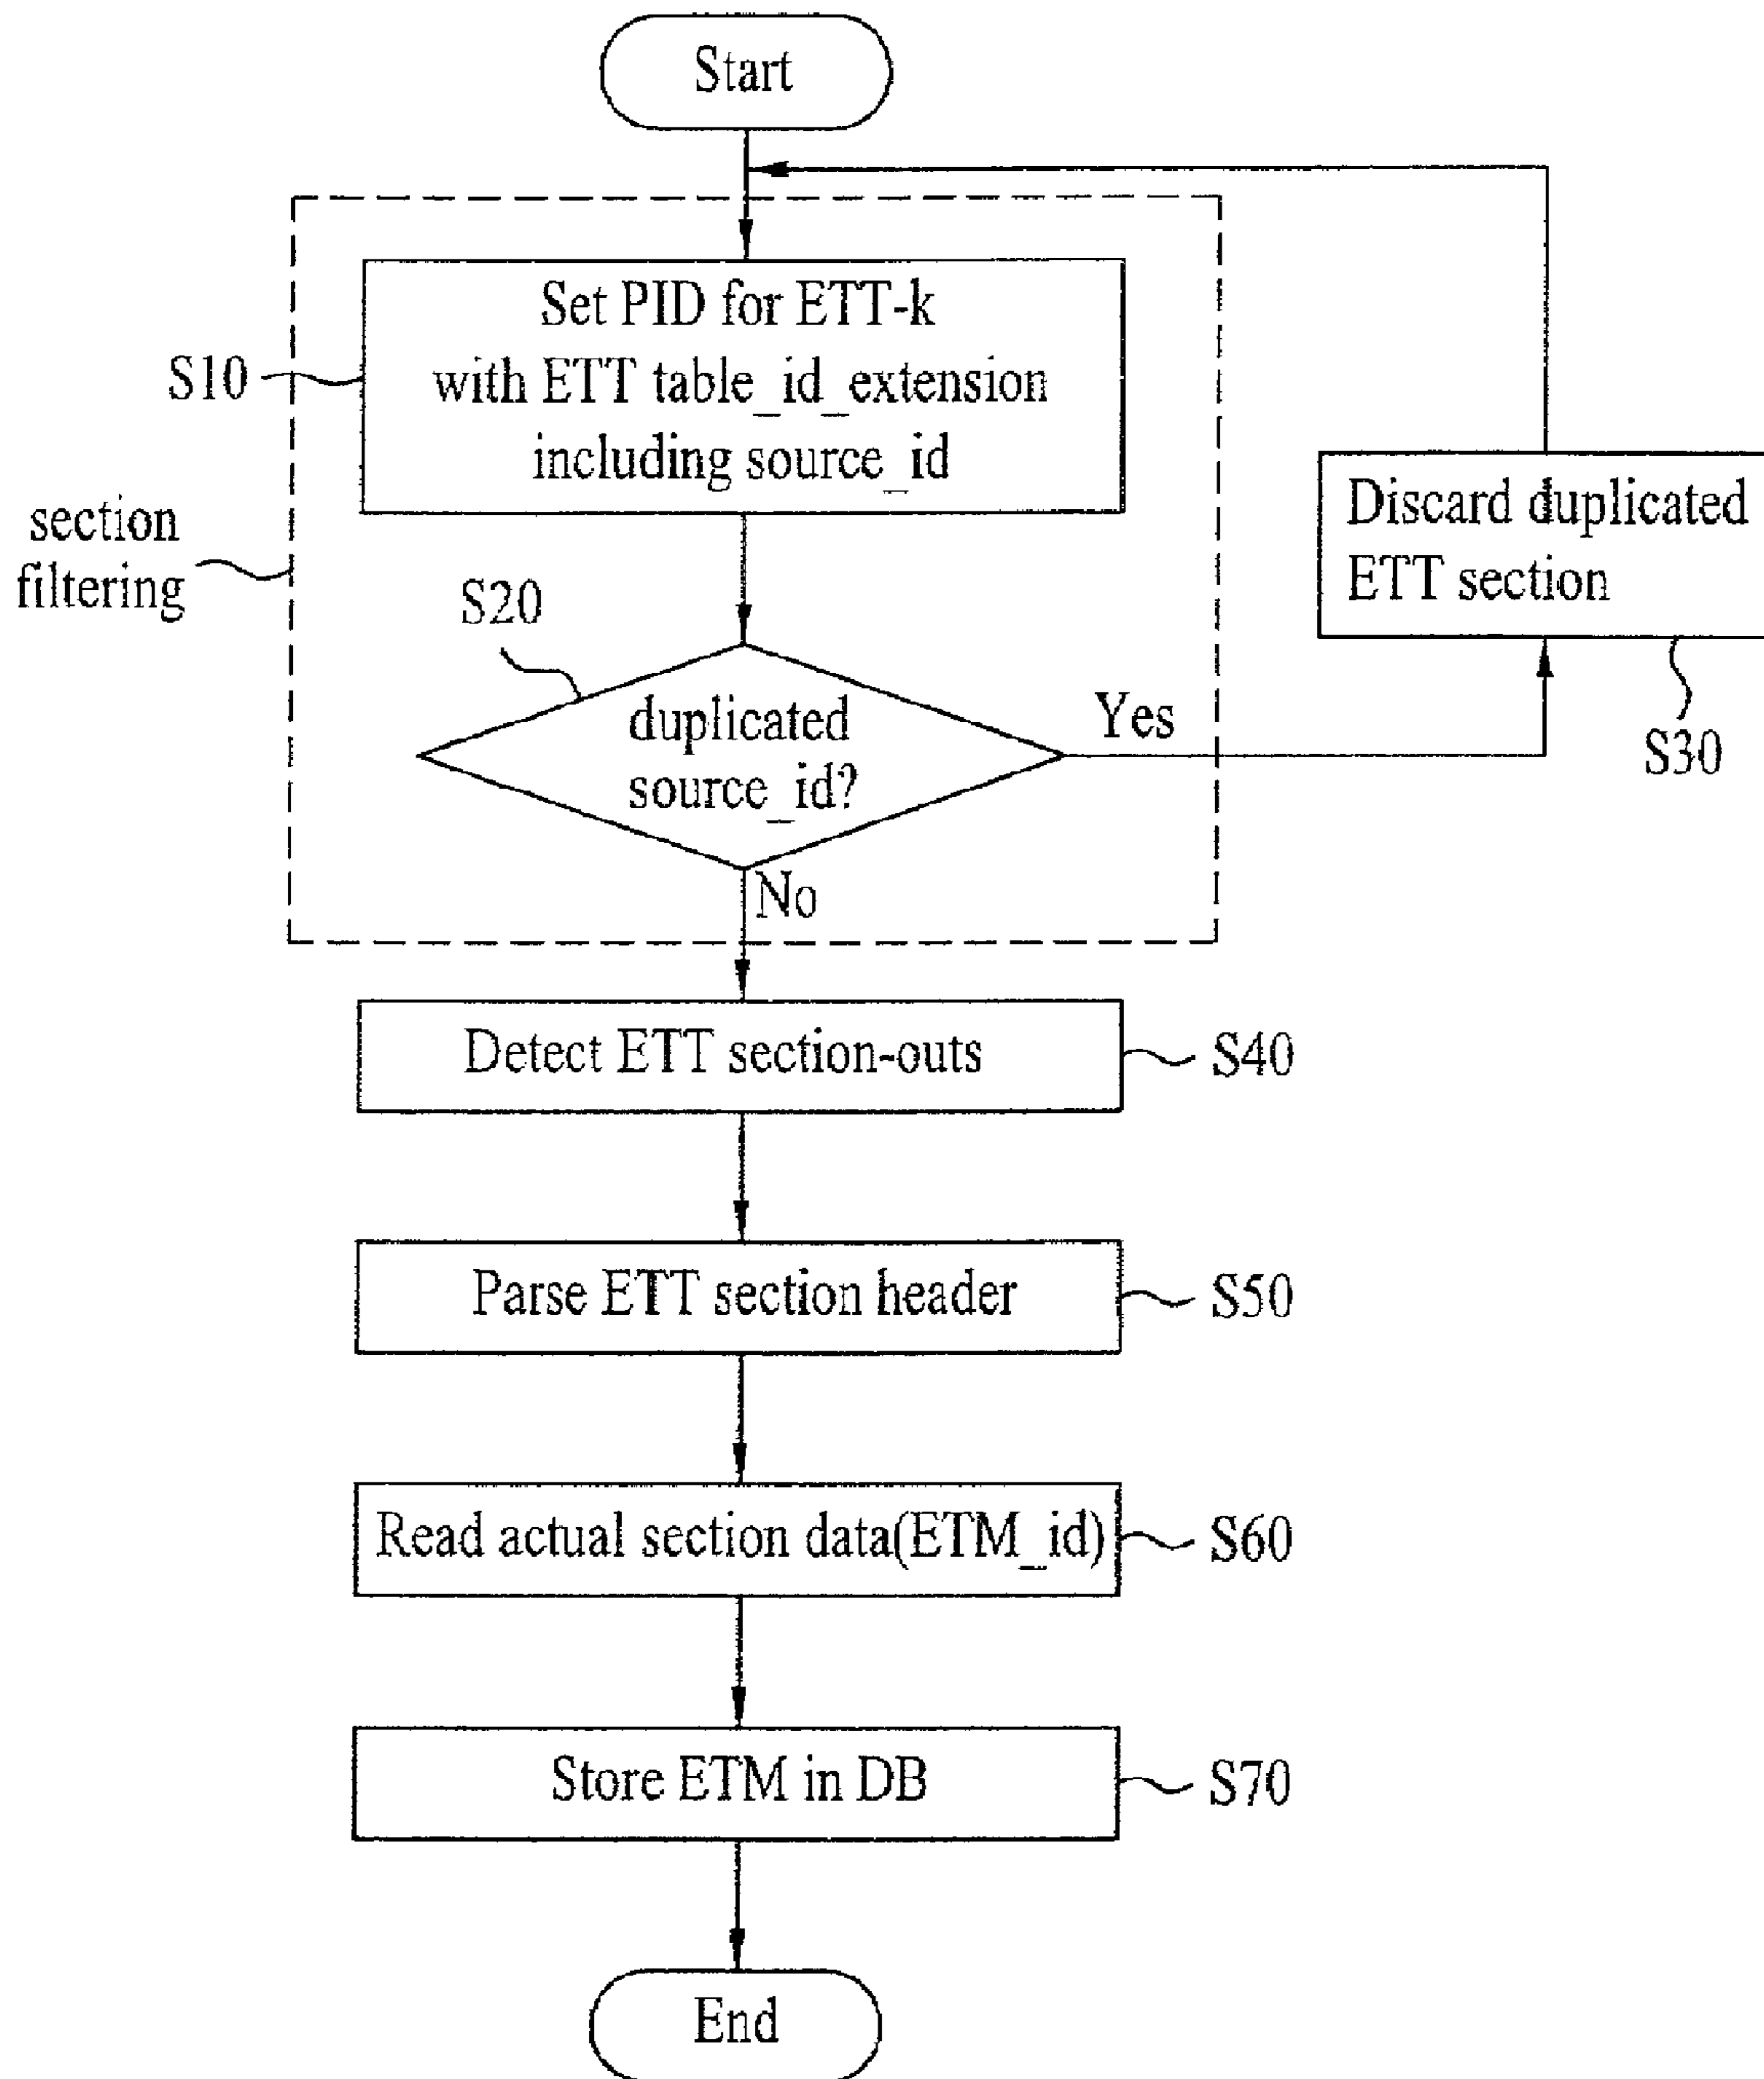 Start
Set PID for ETT-k
with ETT table_id_extension
including source_id
S10
section
filtering
S20
duplicated
source_id?
Yes
No
Discard duplicated
ETT section
S30
Detect ETT section-outs
S40
Parse ETT section header
S50
Read actual section data(ETM_id)
S60
Store ETM in DB
S70
End